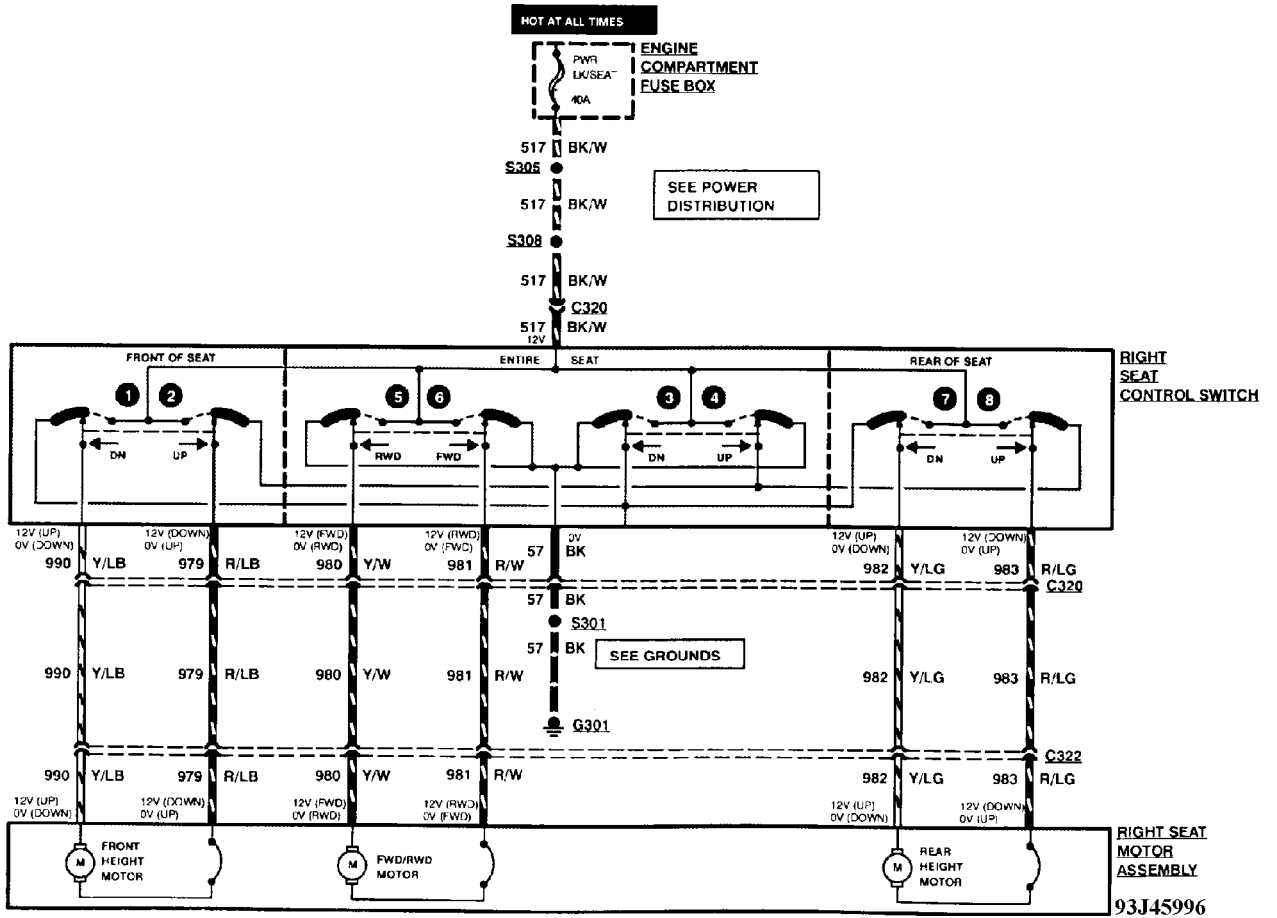 HOT AT ALL TIMES
PWR
LK/SEAT
40A
ENGINE
COMPARTMENT
FUSE BOX
517 BK/W
S305
517 BK/W
SEE POWER
DISTRIBUTION
S308
517 BK/W
C320
517 BK/W
12V
FRONT OF SEAT
ENTIRE SEAT
REAR OF SEAT
RIGHT
SEAT
CONTROL SWITCH
1 2 5 6 3 4 7 8
DN UP RWD FWD DN UP DN UP
12V (UP) 12V (DOWN) 12V (FWD) 12V (RWD) 0V 12V (UP) 12V (DOWN)
0V (DOWN) 0V (UP) 0V (RWD) 0V (FWD) 57 BK 0V (DOWN) 0V (UP)
990 Y/LB 979 R/LB 980 Y/W 981 R/W 982 Y/LG 983 R/LG
C320
57 BK
S301
57 BK
SEE GROUNDS
990 Y/LB 979 R/LB 980 Y/W 981 R/W 982 Y/LG 983 R/LG
G301
C322
990 Y/LB 979 R/LB 980 Y/W 981 R/W 982 Y/LG 983 R/LG
12V (UP) 12V (DOWN) 12V (FWD) 12V (RWD) 12V (UP) 12V (DOWN)
0V (DOWN) 0V (UP) 0V (RWD) 0V (FWD) 0V (DOWN) 0V (UP)
M
FRONT
HEIGHT
MOTOR
M
FWD/RWD
MOTOR
M
REAR
HEIGHT
MOTOR
RIGHT SEAT
MOTOR
ASSEMBLY
93J45996